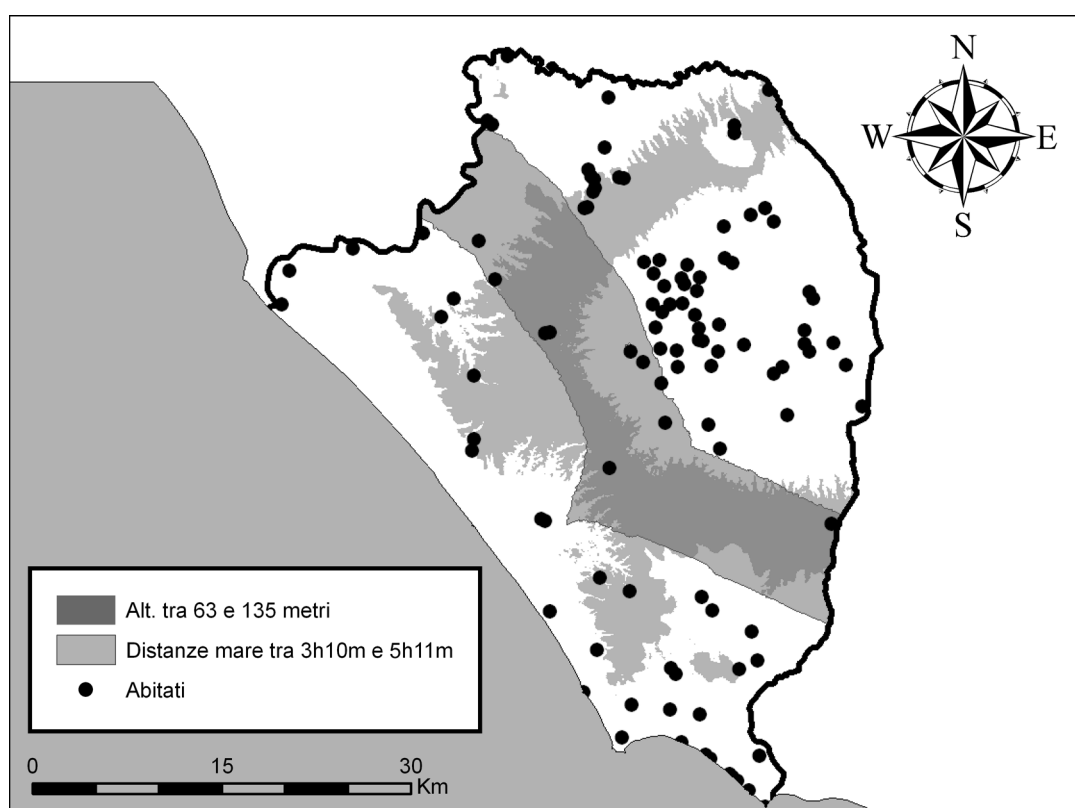 N
W
E
S
Alt. tra 63 e 135 metri
Distanze mare tra 3h10m e 5h11m
Abitati
0 15 30
Km